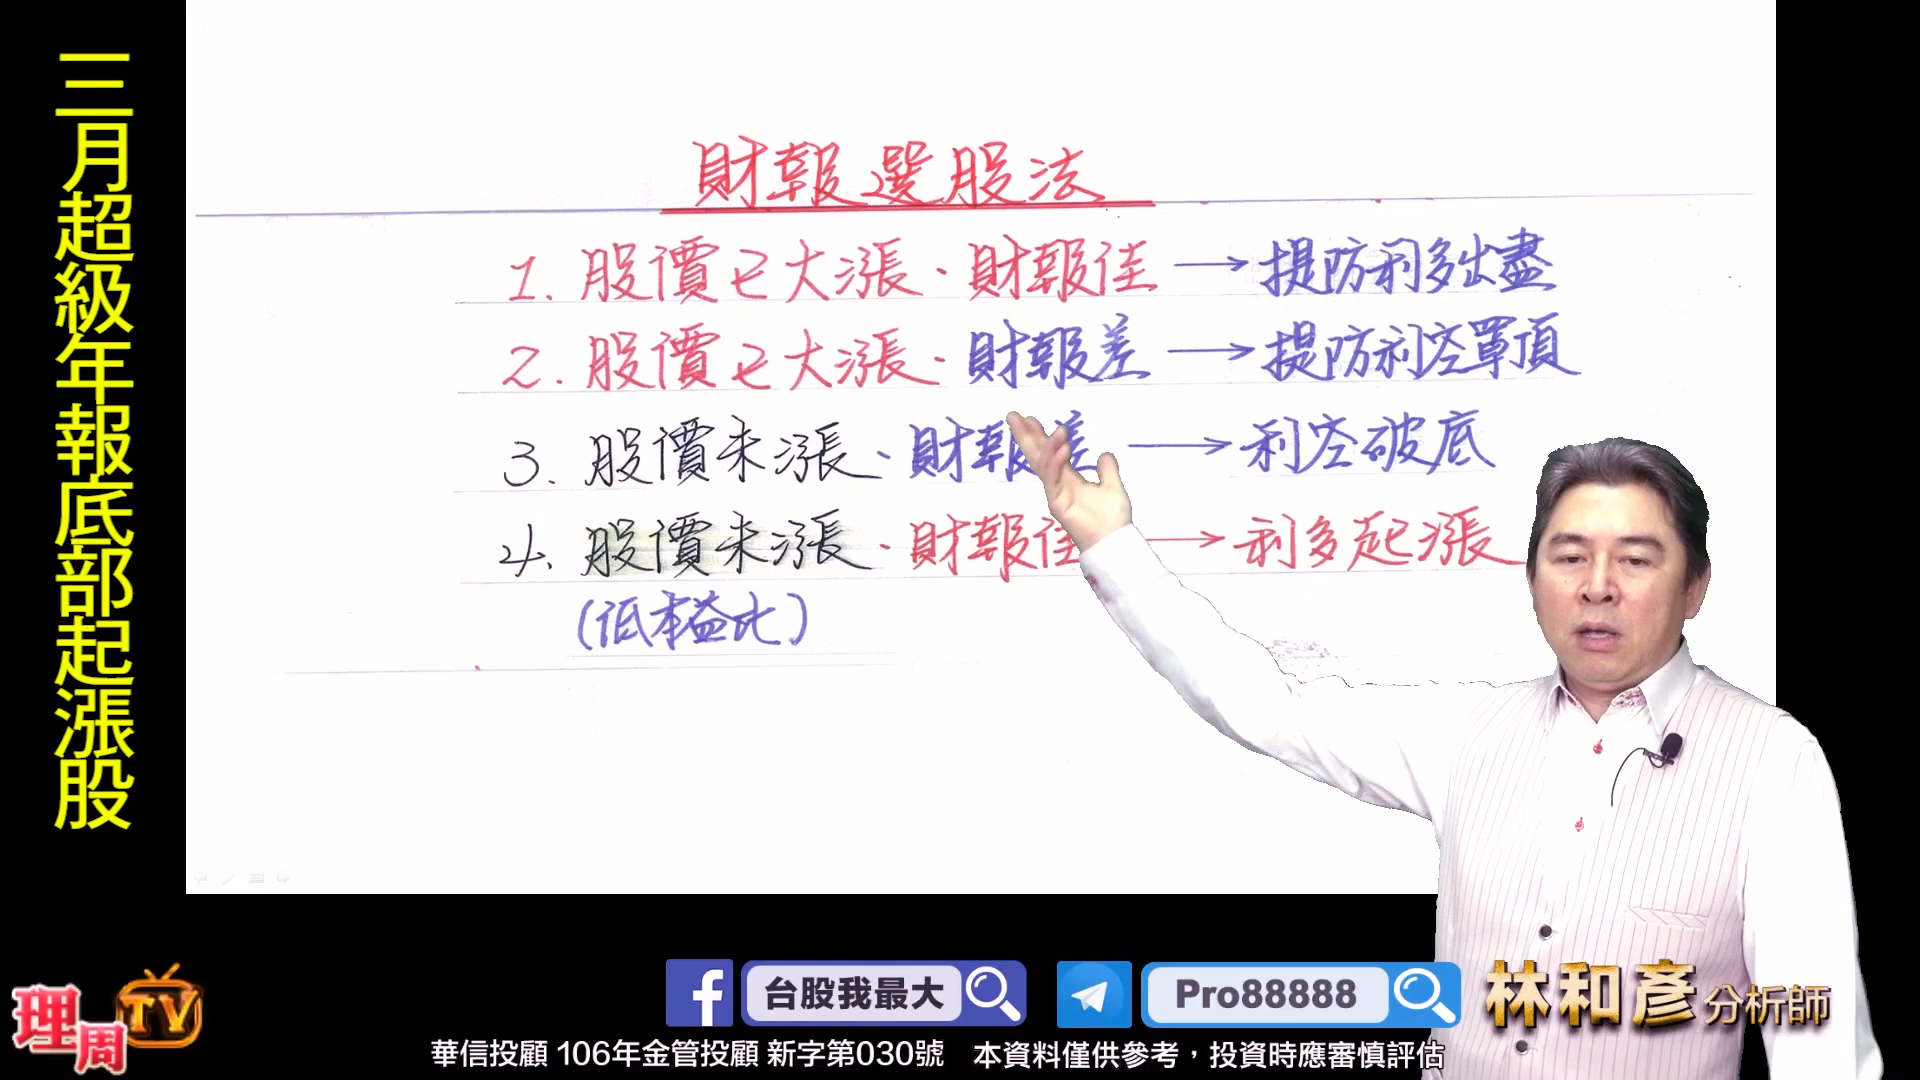 三月超級年報底部起漲股
財報選股法
1. 股價已大漲·財報佳→提防利多出盡
2. 股價已大漲·財報差→提防利空罩頂
3. 股價未漲·財報差→利空破底
4. 股價未漲·財報佳→利多起漲
(低本益比)
理周TV
台股我最大
Pro88888
林和彥分析師
華信投顧 106年金管投顧 新字第030號 本資料僅供參考，投資時應審慎評估